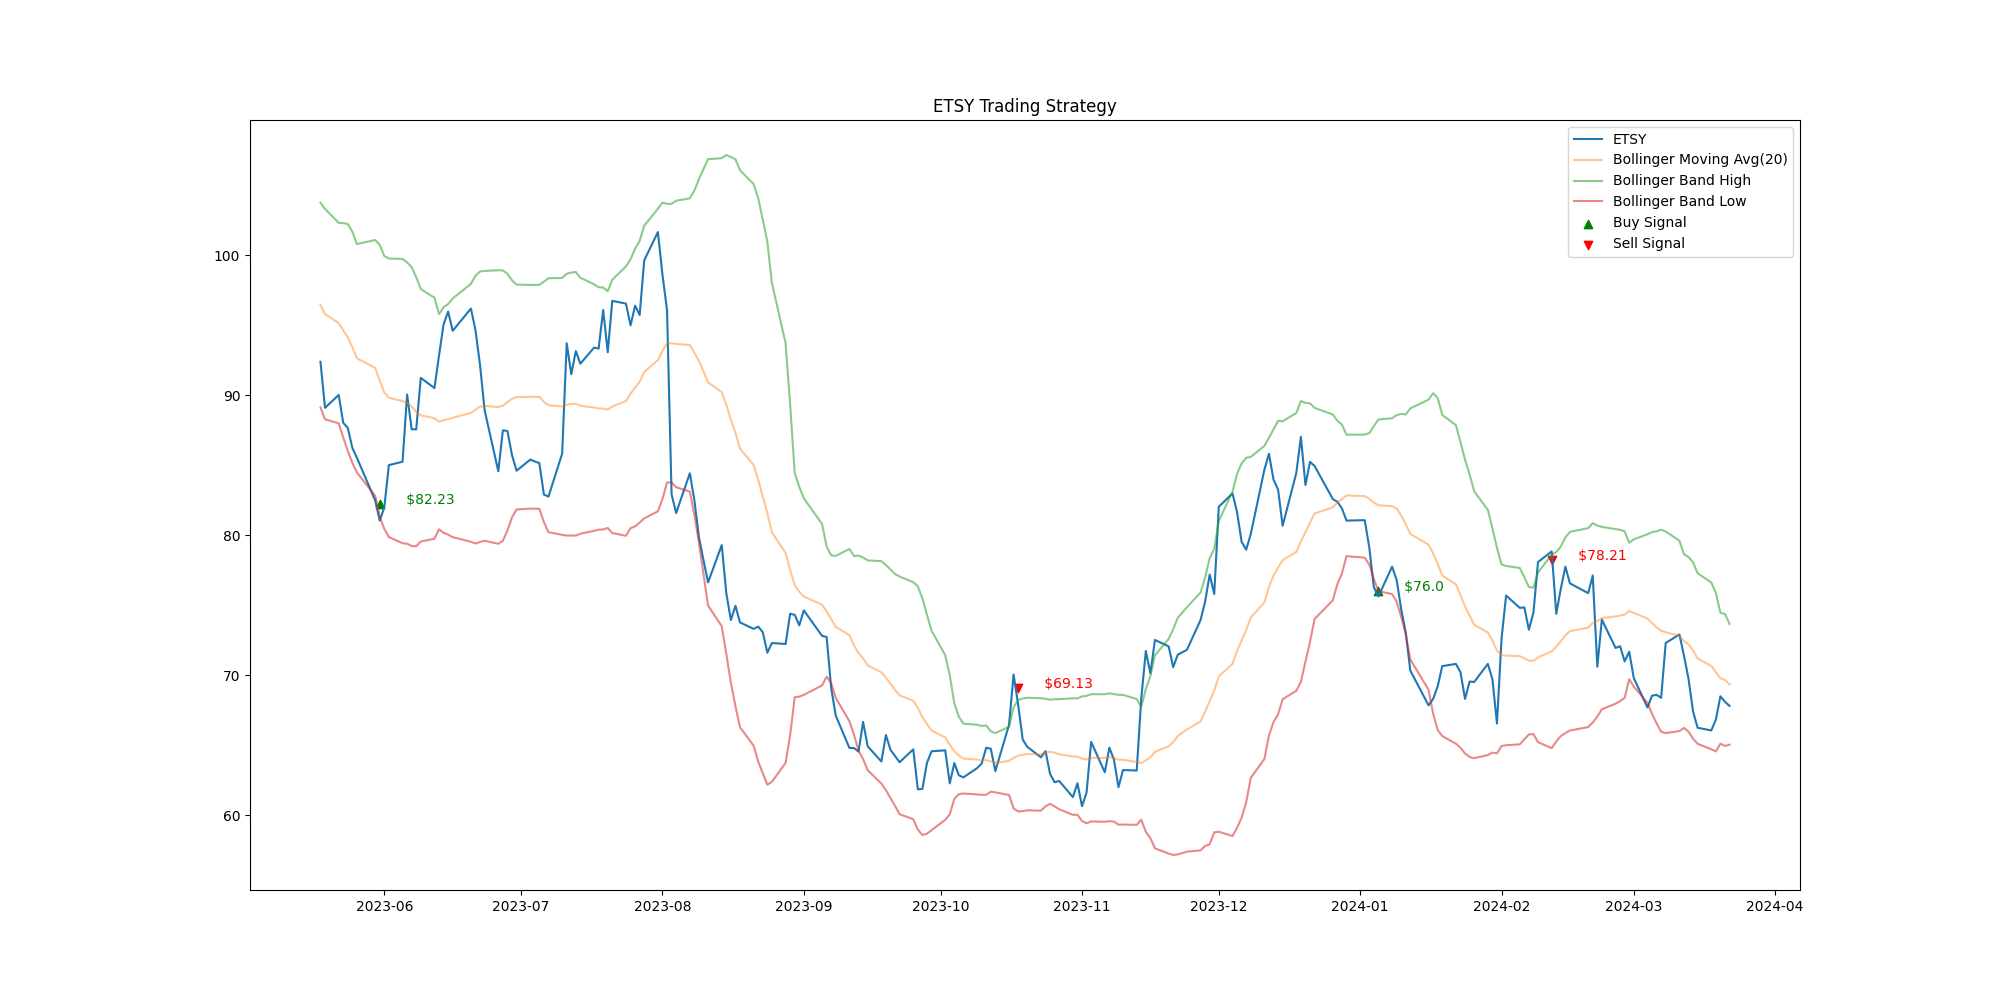 ETSY Trading Strategy
ETSY
Bollinger Moving Avg(20)
Bollinger Band High
Bollinger Band Low
Buy Signal
Sell Signal
100
90
80
70
60
$82.23
$69.13
$76.0
$78.21
2023-06
2023-07
2023-08
2023-09
2023-10
2023-11
2023-12
2024-01
2024-02
2024-03
2024-04